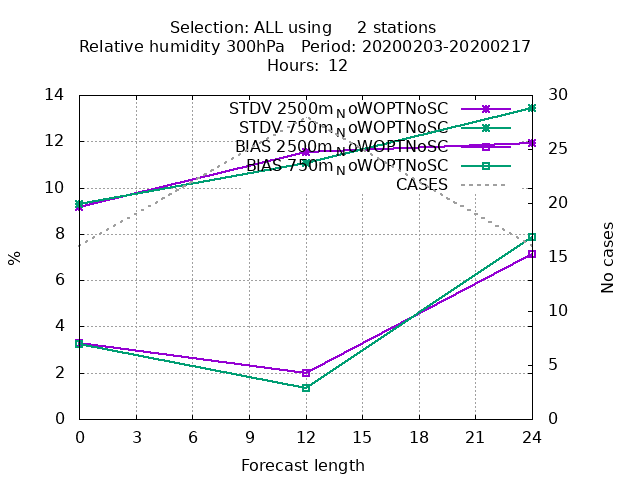 Selection: ALL using 2 stations
Relative humidity 300hPa Period: 20200203-20200217
Hours: 12
14 30
STDV 2500m_NoWOPTNoSC
STDV 750m_NoWOPTNoSC
12 25
BIAS 2500m_NoWOPTNoSC
BIAS 750m_NoWOPTNoSC
CASES
10 20
8
%
No cases
6 15
4 10
2 5
0 0
0 3 6 9 12 15 18 21 24
Forecast length